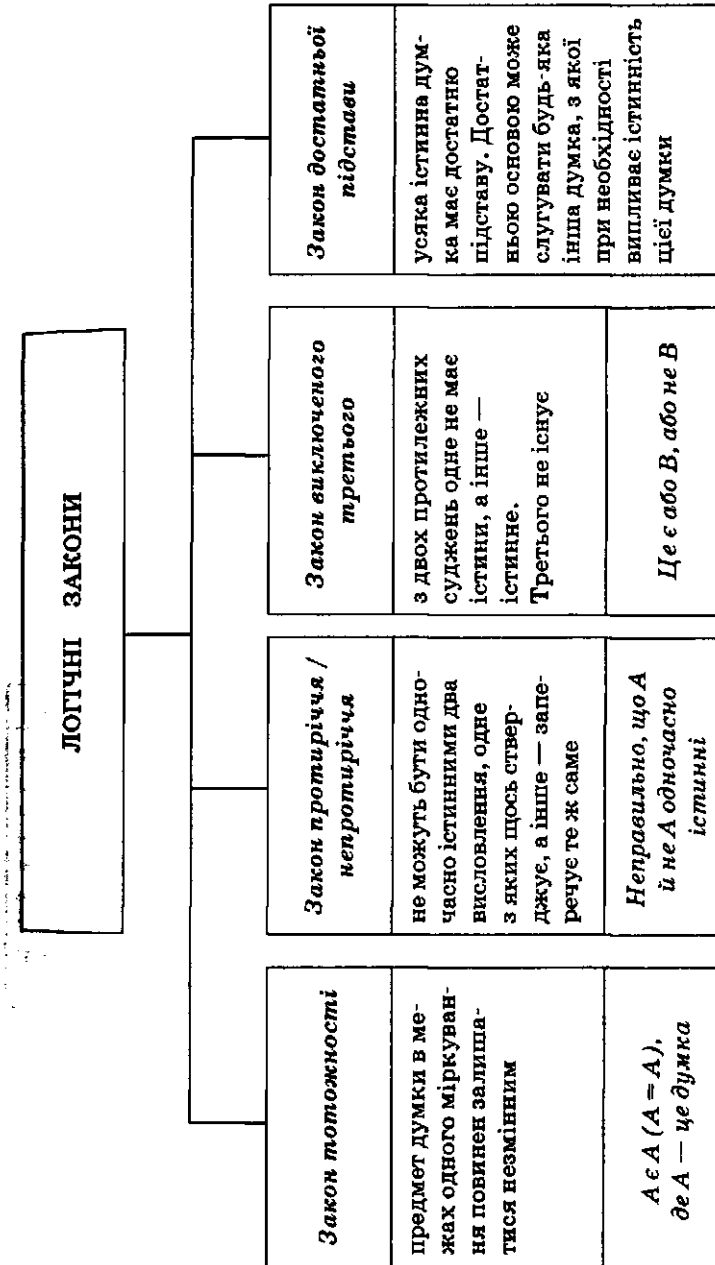 ЛОГІЧНІ ЗАКОНИ
Закон тотожності
предмет думки в ме-
жах одного міркуван-
ня повинен залиша-
тися незмінним
А є А (А = А),
де А — це думка
Закон протиріччя /
непротиріччя
не можуть бути одно-
часно істинними два
висловлення, одне
з яких щось ствер-
джує, а інше — запе-
речує те ж саме
Неправильно, що А
й не А одночасно
істинні
Закон виключеного
третього
з двох протилежних
суджень одне не має
істини, а інше —
істинне.
Третього не існує
Це є або В, або не В
Закон достатньої
підстави
усяка істинна дум-
ка має достатню
підставу. Достат-
ньою основою може
слугувати будь-яка
інша думка, з якої
при необхідності
випливає істинність
цієї думки